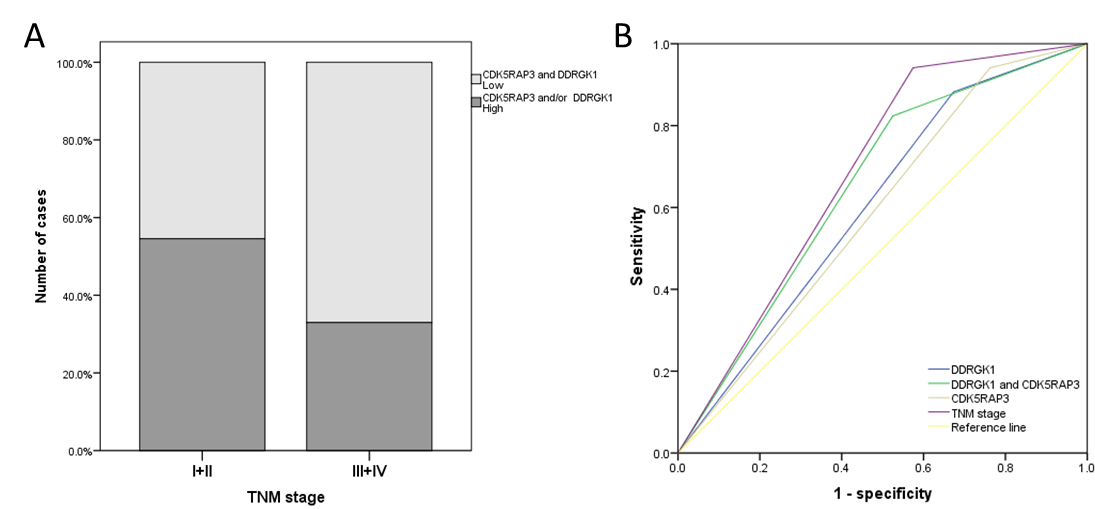 A
100.0%
80.0%
60.0%
40.0%
20.0%
0.0%
Number of cases
I+II
III+IV
TNM stage
CDK5RAP3 and DDRGK1
Low
CDK5RAP3 and/or DDRGK1
High
B
1.0
0.8
0.6
0.4
0.2
0.0
Sensitivity
0.0 0.2 0.4 0.6 0.8 1.0
1 - specificity
DDRGK1
DDRGK1 and CDK5RAP3
CDK5RAP3
TNM stage
Reference line